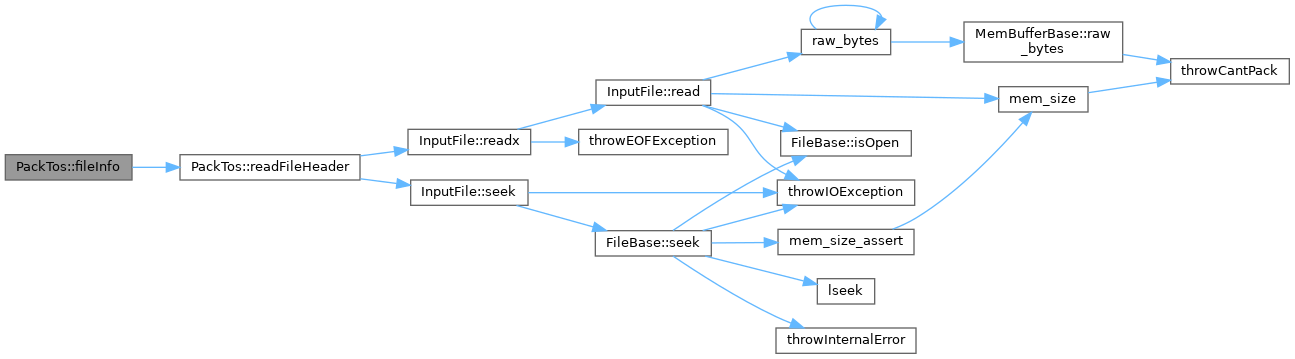 PackTos::fileInfo
PackTos::readFileHeader
InputFile::readx
InputFile::seek
InputFile::read
throwEOFException
FileBase::seek
raw_bytes
FileBase::isOpen
throwIOException
mem_size_assert
lseek
throwInternalError
MemBufferBase::raw
_bytes
mem_size
throwCantPack